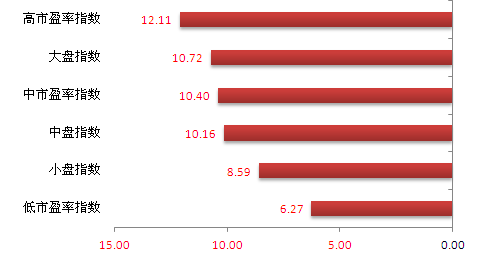 高市盈率指数 12.11
大盘指数 10.72
中市盈率指数 10.40
中盘指数 10.16
小盘指数 8.59
低市盈率指数 6.27
15.00 10.00 5.00 0.00